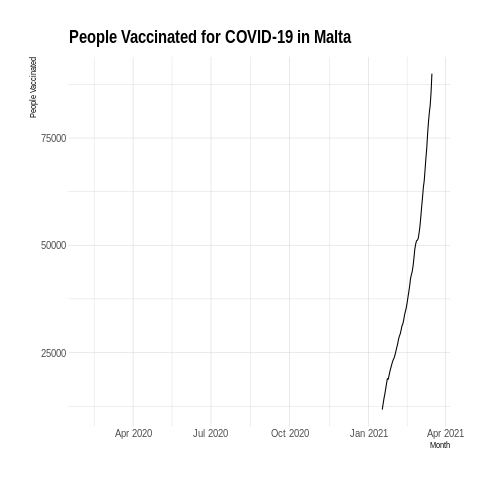 People Vaccinated for COVID-19 in Malta
People Vaccinated
75000
50000
25000
Apr 2020 Jul 2020 Oct 2020 Jan 2021 Apr 2021
Month